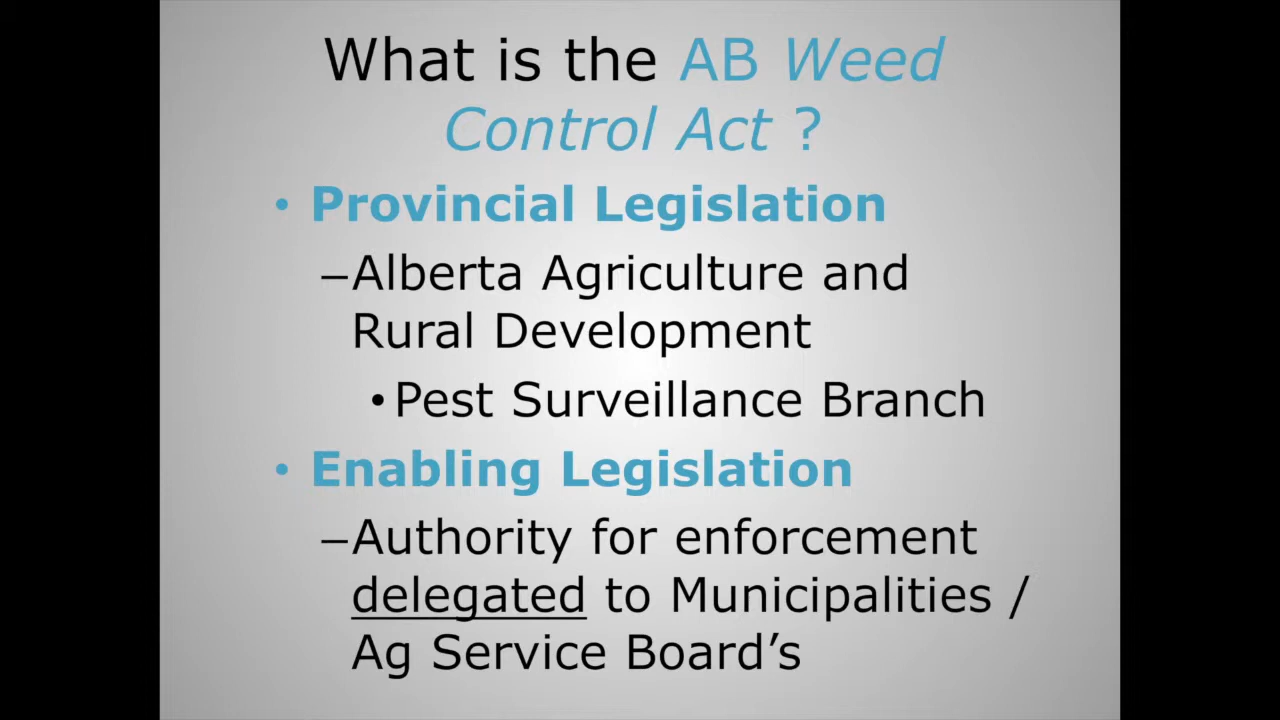 What is the AB Weed
Control Act ?
• Provincial Legislation
–Alberta Agriculture and
Rural Development
• Pest Surveillance Branch
• Enabling Legislation
–Authority for enforcement
delegated to Municipalities /
Ag Service Board’s